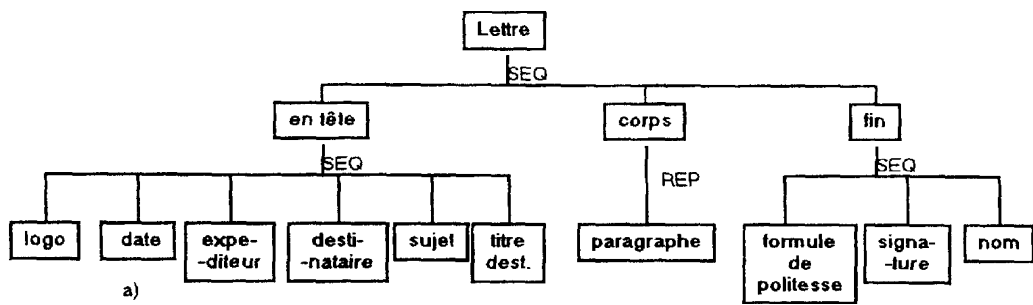 Lettre
SEQ
en tête
corps
fin
SEQ
REP
SEQ
logo
date
expe-
-diteur
desti-
-nataire
sujet
titre
dest.
paragraphe
formule
de
politesse
signa-
-ture
nom
a)